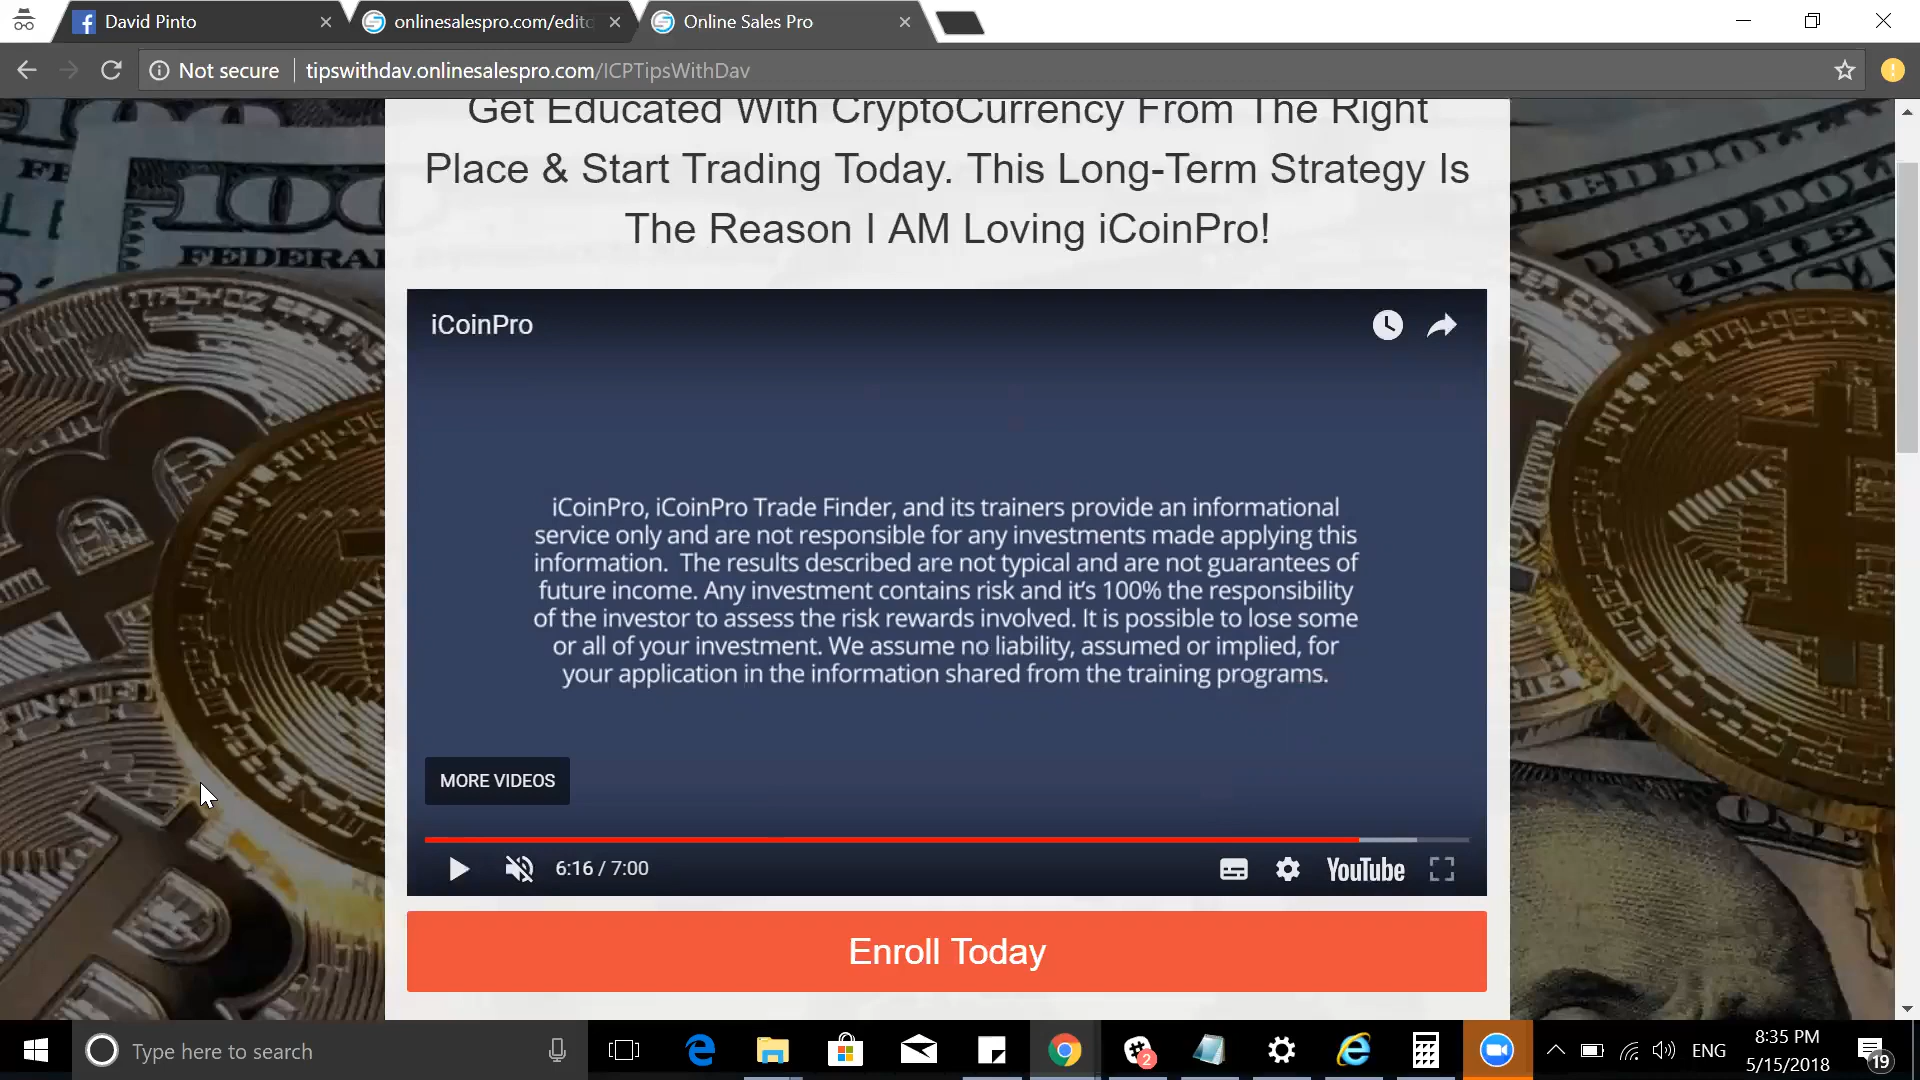 David Pinto
onlinesalespro.com/edito
Online Sales Pro
Not secure
tipswithdav.onlinesalespro.com/ICPTipsWithDav
Get Educated With CryptoCurrency From The Right
Place & Start Trading Today. This Long-Term Strategy Is
The Reason I AM Loving iCoinPro!
iCoinPro
iCoinPro, iCoinPro Trade Finder, and its trainers provide an informational
service only and are not responsible for any investments made applying this
information. The results described are not typical and are not guarantees of
future income. Any investment contains risk and it's 100% the responsibility
of the investor to assess the risk rewards involved. It is possible to lose some
or all of your investment. We assume no liability, assumed or implied, for
your application in the information shared from the training programs.
MORE VIDEOS
6:16 / 7:00
YouTube
Enroll Today
100
FEDERAL
Type here to search
2
ENG
8:35 PM
5/15/2018
19